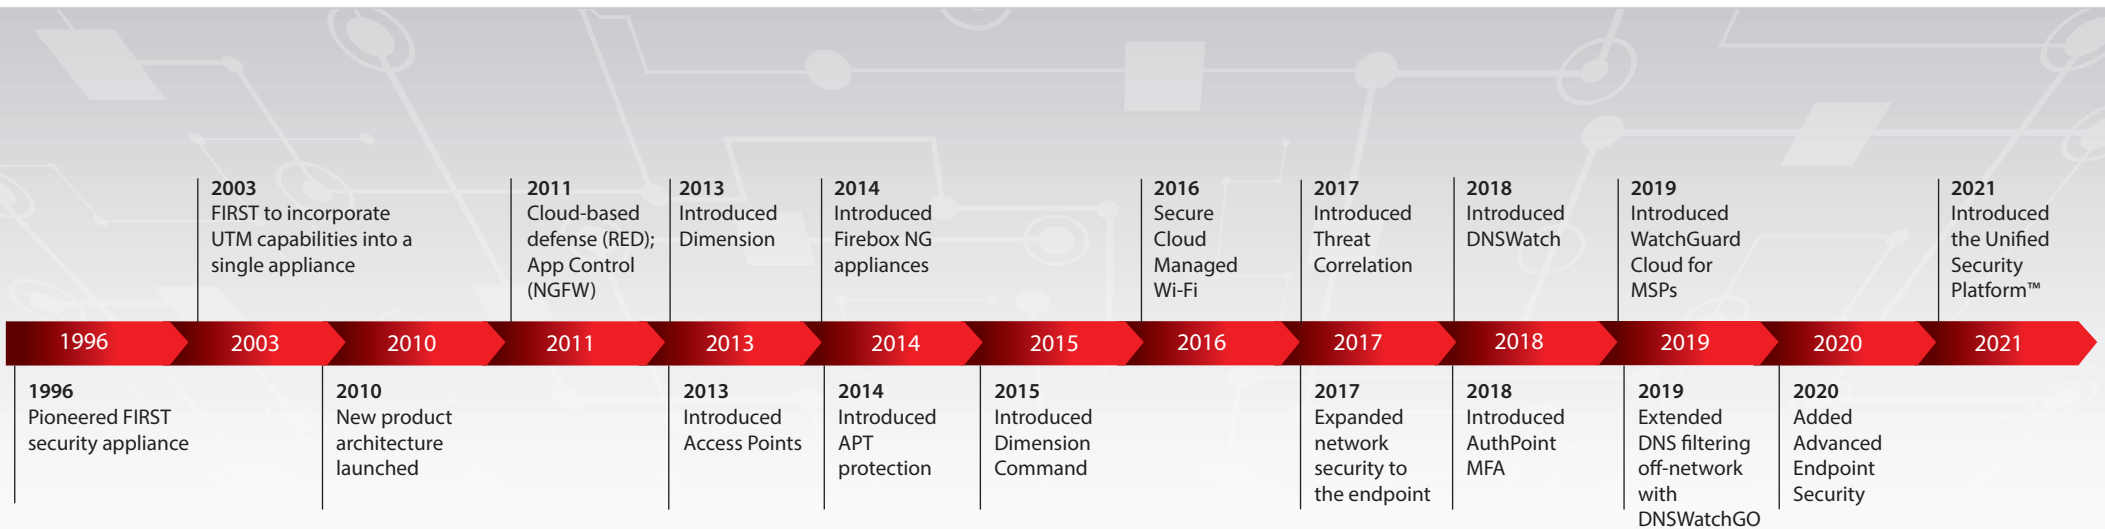 2003
FIRST to incorporate
UTM capabilities into a
single appliance
2011
Cloud-based
defense (RED);
App Control
(NGFW)
2013
Introduced
Dimension
2014
Introduced
Firebox NG
appliances
2016
Secure
Cloud
Managed
Wi-Fi
2017
Introduced
Threat
Correlation
2018
Introduced
DNSWatch
2019
Introduced
WatchGuard
Cloud for
MSPs
2021
Introduced
the Unified
Security
Platform™
1996 2003 2010 2011 2013 2014 2015 2016 2017 2018 2019 2020 2021
1996
Pioneered FIRST
security appliance
2010
New product
architecture
launched
2013
Introduced
Access Points
2014
Introduced
APT
protection
2015
Introduced
Dimension
Command
2017
Expanded
network
security to
the endpoint
2018
Introduced
AuthPoint
MFA
2019
Extended
DNS filtering
off-network
with
DNSWatchGO
2020
Added
Advanced
Endpoint
Security